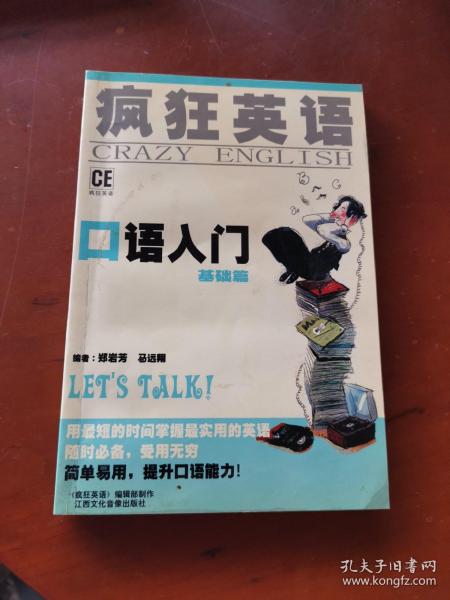 疯狂英语
CRAZY ENGLISH
CE
疯狂英语
B
C
口语入门
基础篇
编者：郑岩芳 马远翔
LET'S TALK!
用最短的时间掌握最实用的英语
随时必备，受用无穷
简单易用，提升口语能力！
《疯狂英语》编辑部制作
江西文化音像出版社
孔夫子旧书网
www.kongfz.com